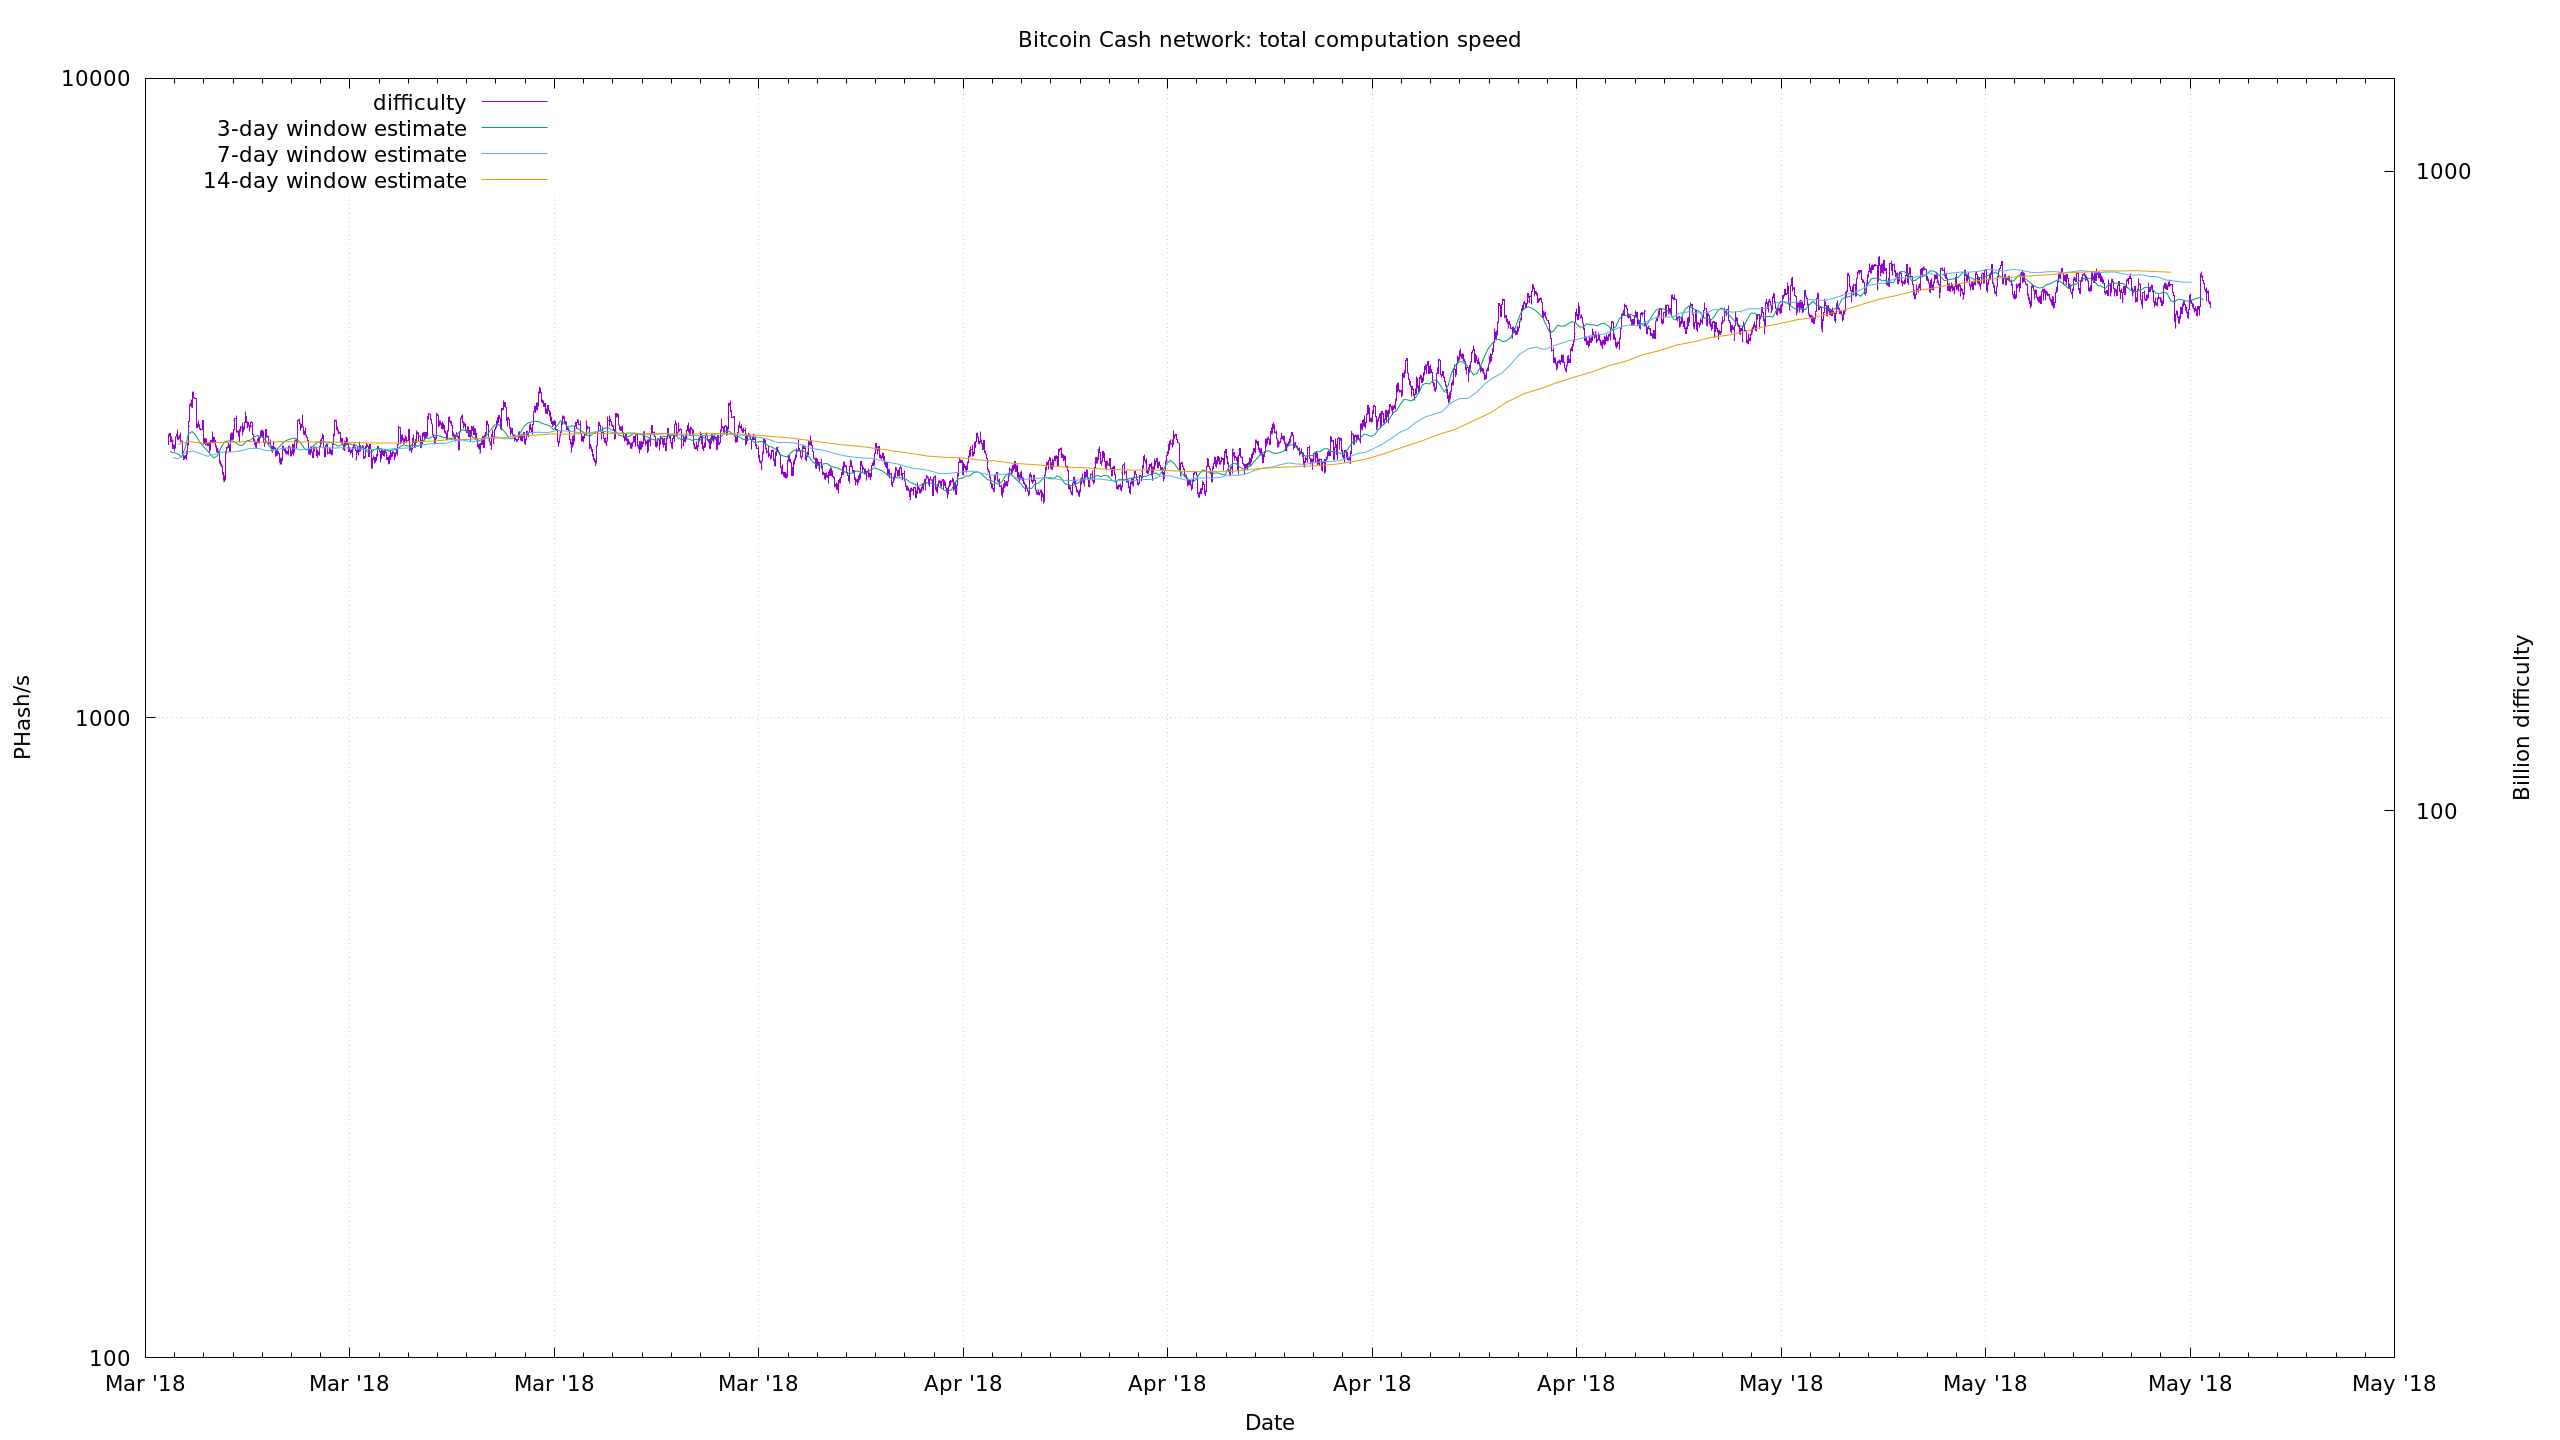 Bitcoin Cash network: total computation speed
10000
difficulty
3-day window estimate
7-day window estimate
14-day window estimate
1000
PHash/s
1000
Billion difficulty
100
100
Mar '18 Mar '18 Mar '18 Mar '18 Apr '18 Apr '18 Apr '18 Apr '18 May '18 May '18 May '18 May '18
Date